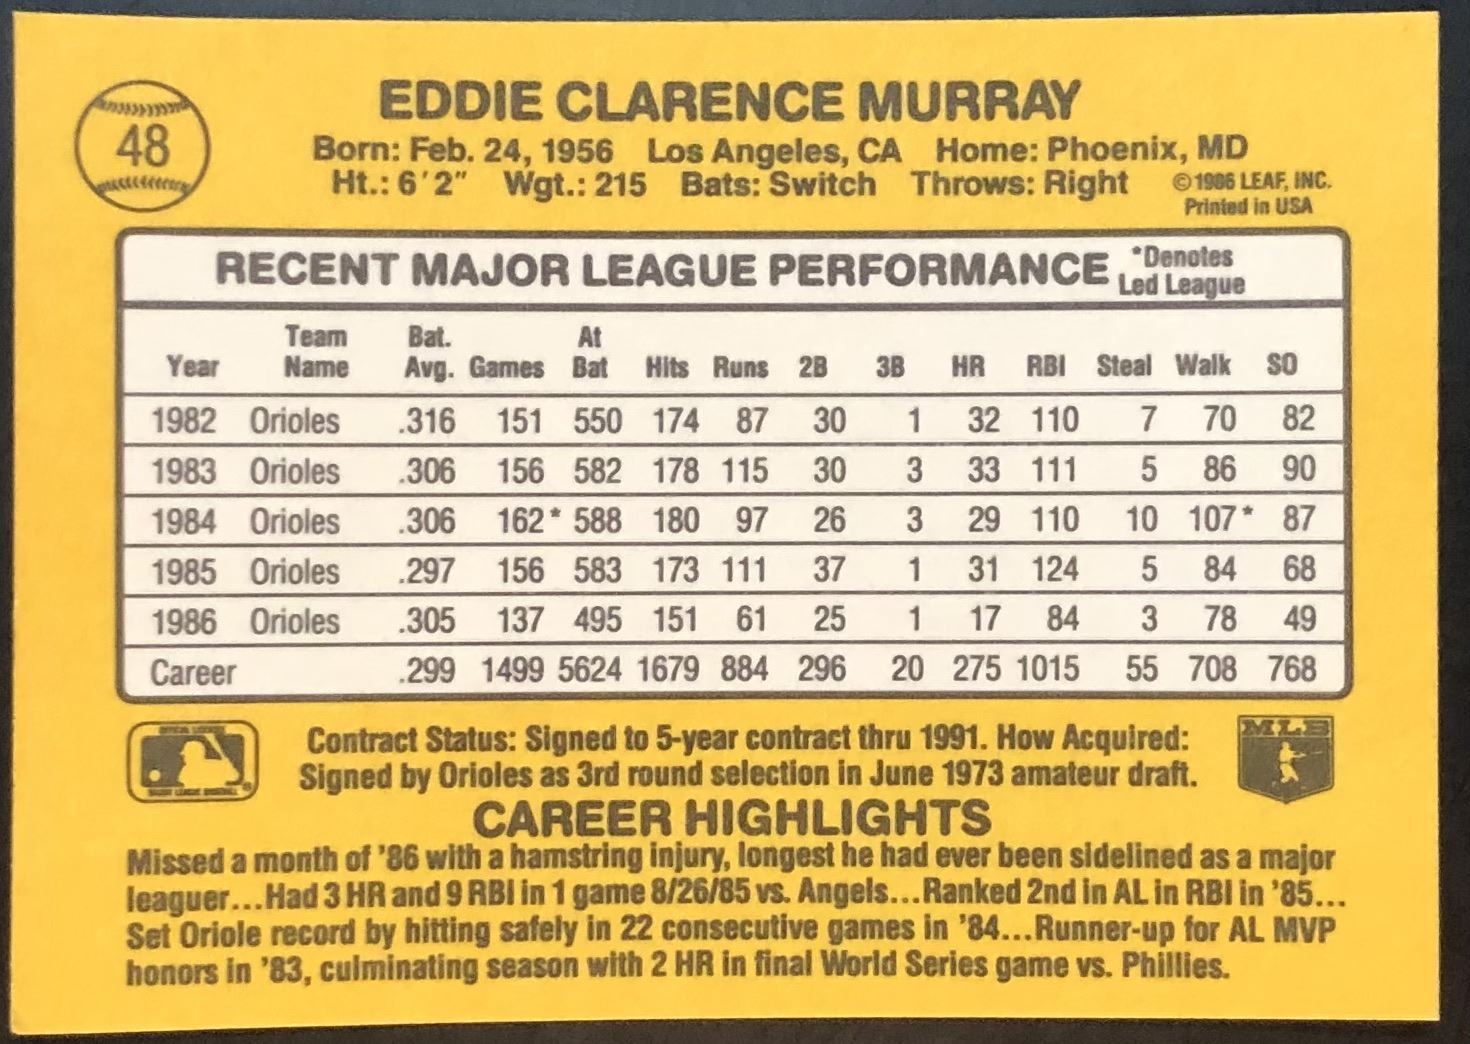 48
EDDIE CLARENCE MURRAY
Born: Feb. 24, 1956 Los Angeles, CA Home: Phoenix, MD
Ht.: 6'2" Wgt.: 215 Bats: Switch Throws: Right
©1986 LEAF, INC.
Printed in USA
RECENT MAJOR LEAGUE PERFORMANCE *Denotes Led League
Year Team Name Bat. Avg. Games At Bat Hits Runs 2B 3B HR RBI Steal Walk SO
1982 Orioles .316 151 550 174 87 30 1 32 110 7 70 82
1983 Orioles .306 156 582 178 115 30 3 33 111 5 86 90
1984 Orioles .306 162* 588 180 97 26 3 29 110 10 107* 87
1985 Orioles .297 156 583 173 111 37 1 31 124 5 84 68
1986 Orioles .305 137 495 151 61 25 1 17 84 3 78 49
Career .299 1499 5624 1679 884 296 20 275 1015 55 708 768
Contract Status: Signed to 5-year contract thru 1991. How Acquired:
Signed by Orioles as 3rd round selection in June 1973 amateur draft.
MLB
CAREER HIGHLIGHTS
Missed a month of '86 with a hamstring injury, longest he had ever been sidelined as a major
leaguer...Had 3 HR and 9 RBI in 1 game 8/26/85 vs. Angels...Ranked 2nd in AL in RBI in '85...
Set Oriole record by hitting safely in 22 consecutive games in '84...Runner-up for AL MVP
honors in '83, culminating season with 2 HR in final World Series game vs. Phillies.